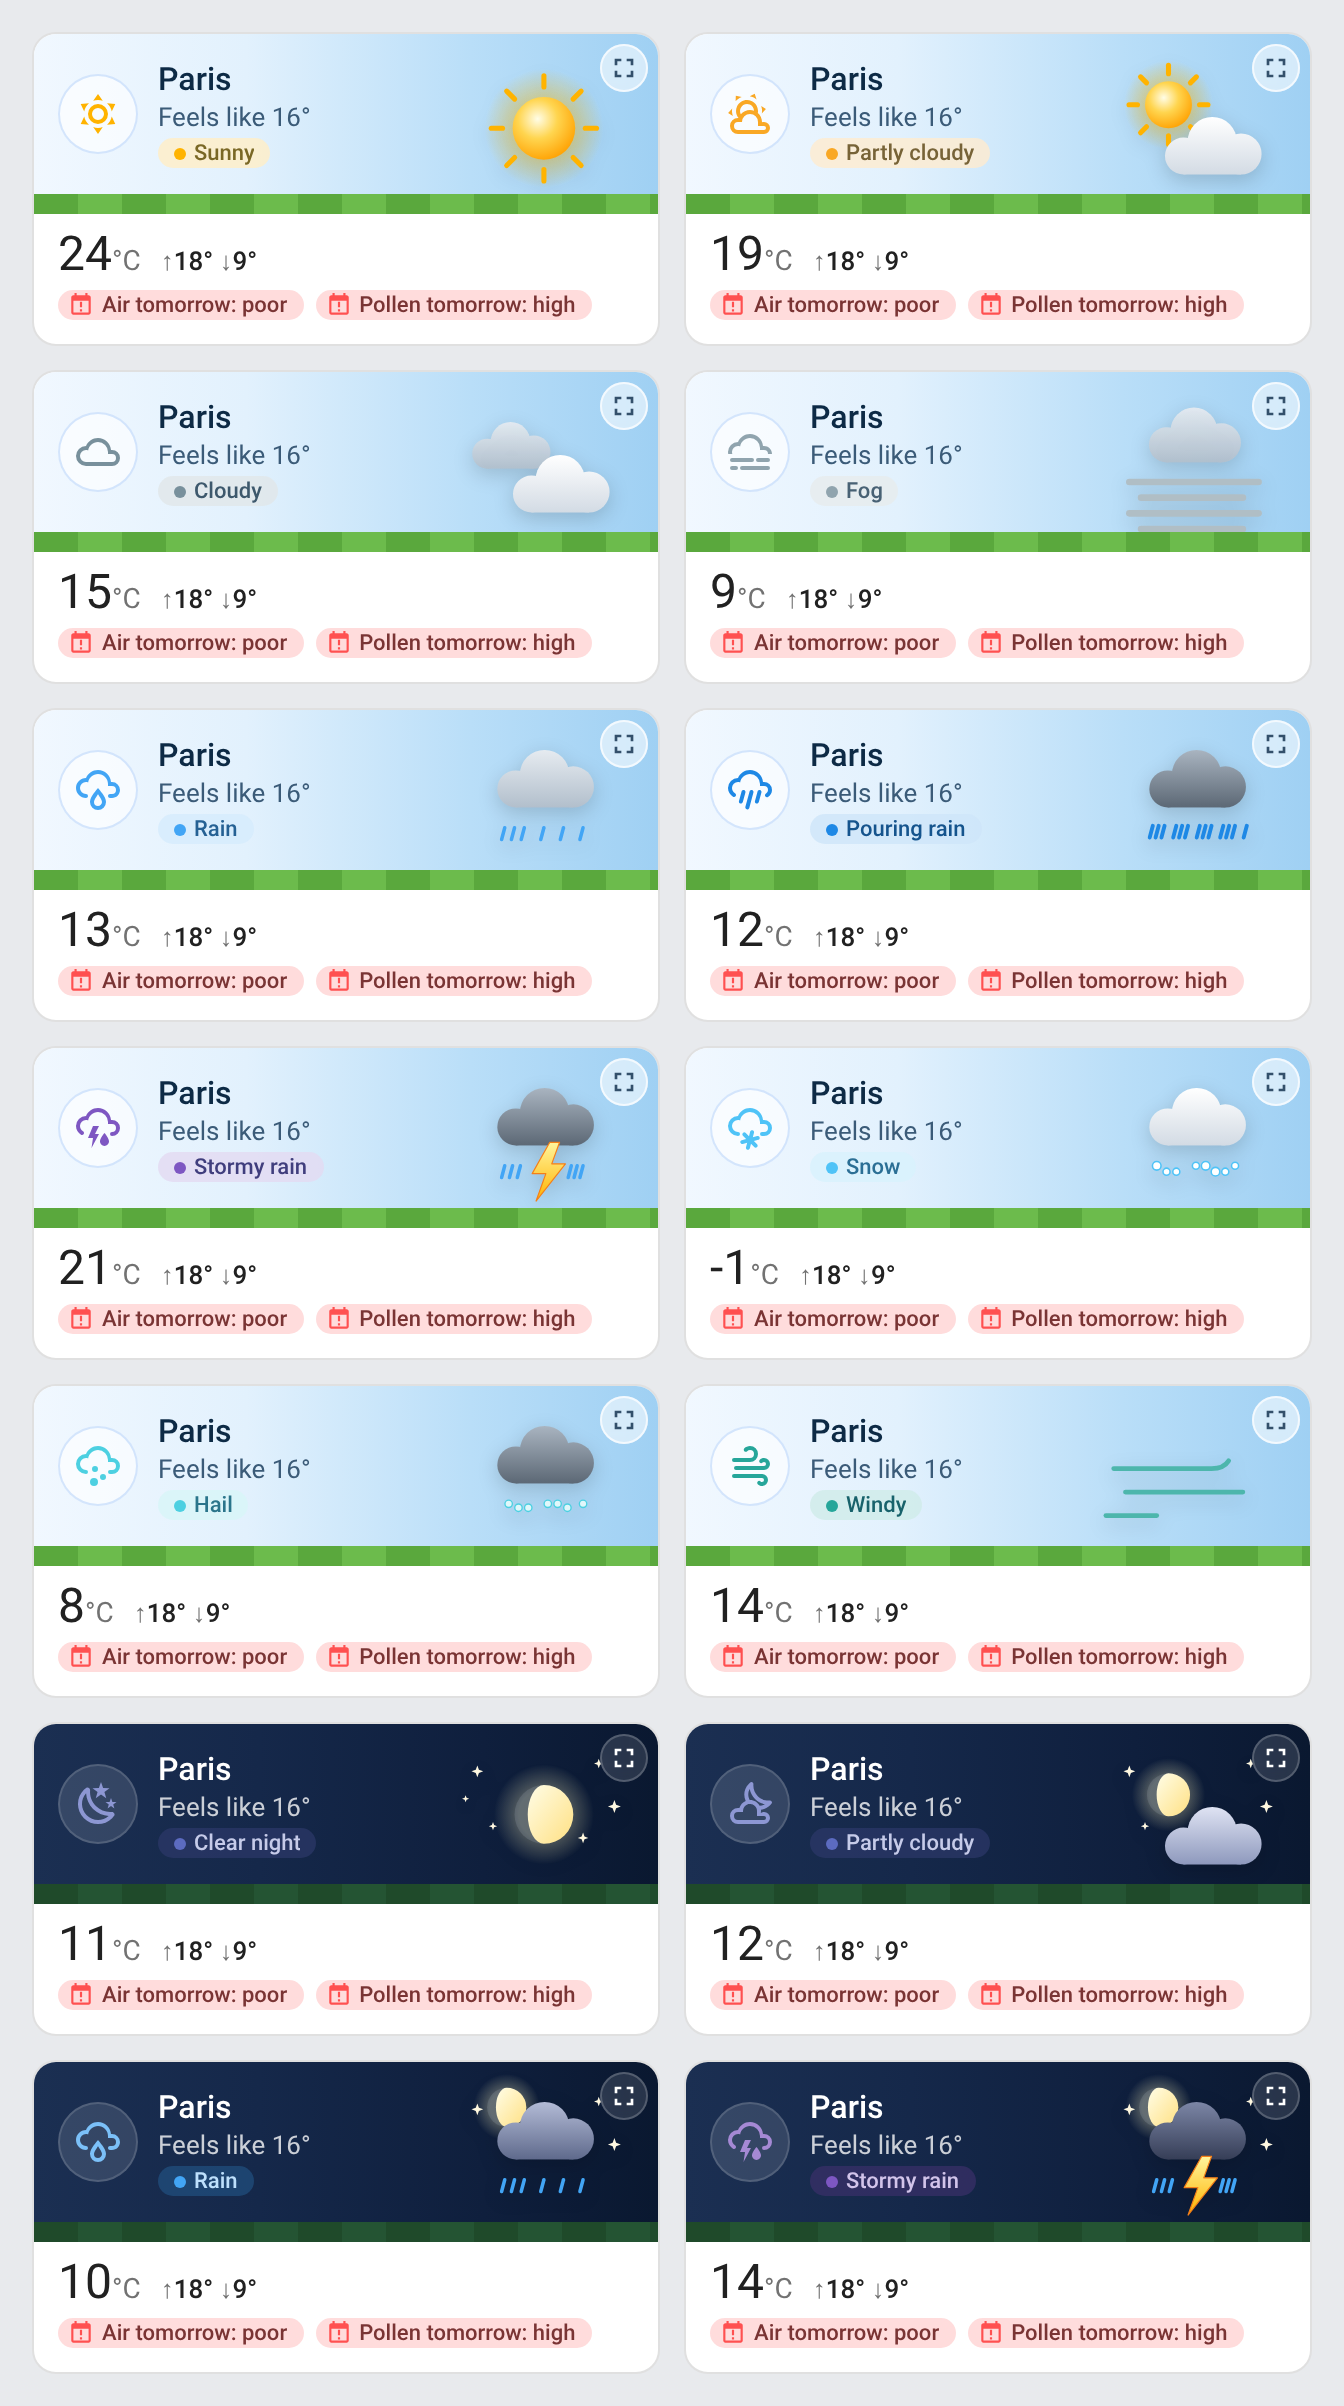 Paris
Feels like 16°
Sunny
24°C ↑18° ↓9°
Air tomorrow: poor Pollen tomorrow: high
Paris
Feels like 16°
Partly cloudy
19°C ↑18° ↓9°
Air tomorrow: poor Pollen tomorrow: high
Paris
Feels like 16°
Cloudy
15°C ↑18° ↓9°
Air tomorrow: poor Pollen tomorrow: high
Paris
Feels like 16°
Fog
9°C ↑18° ↓9°
Air tomorrow: poor Pollen tomorrow: high
Paris
Feels like 16°
Rain
13°C ↑18° ↓9°
Air tomorrow: poor Pollen tomorrow: high
Paris
Feels like 16°
Pouring rain
12°C ↑18° ↓9°
Air tomorrow: poor Pollen tomorrow: high
Paris
Feels like 16°
Stormy rain
21°C ↑18° ↓9°
Air tomorrow: poor Pollen tomorrow: high
Paris
Feels like 16°
Snow
-1°C ↑18° ↓9°
Air tomorrow: poor Pollen tomorrow: high
Paris
Feels like 16°
Hail
8°C ↑18° ↓9°
Air tomorrow: poor Pollen tomorrow: high
Paris
Feels like 16°
Windy
14°C ↑18° ↓9°
Air tomorrow: poor Pollen tomorrow: high
Paris
Feels like 16°
Clear night
11°C ↑18° ↓9°
Air tomorrow: poor Pollen tomorrow: high
Paris
Feels like 16°
Partly cloudy
12°C ↑18° ↓9°
Air tomorrow: poor Pollen tomorrow: high
Paris
Feels like 16°
Rain
10°C ↑18° ↓9°
Air tomorrow: poor Pollen tomorrow: high
Paris
Feels like 16°
Stormy rain
14°C ↑18° ↓9°
Air tomorrow: poor Pollen tomorrow: high